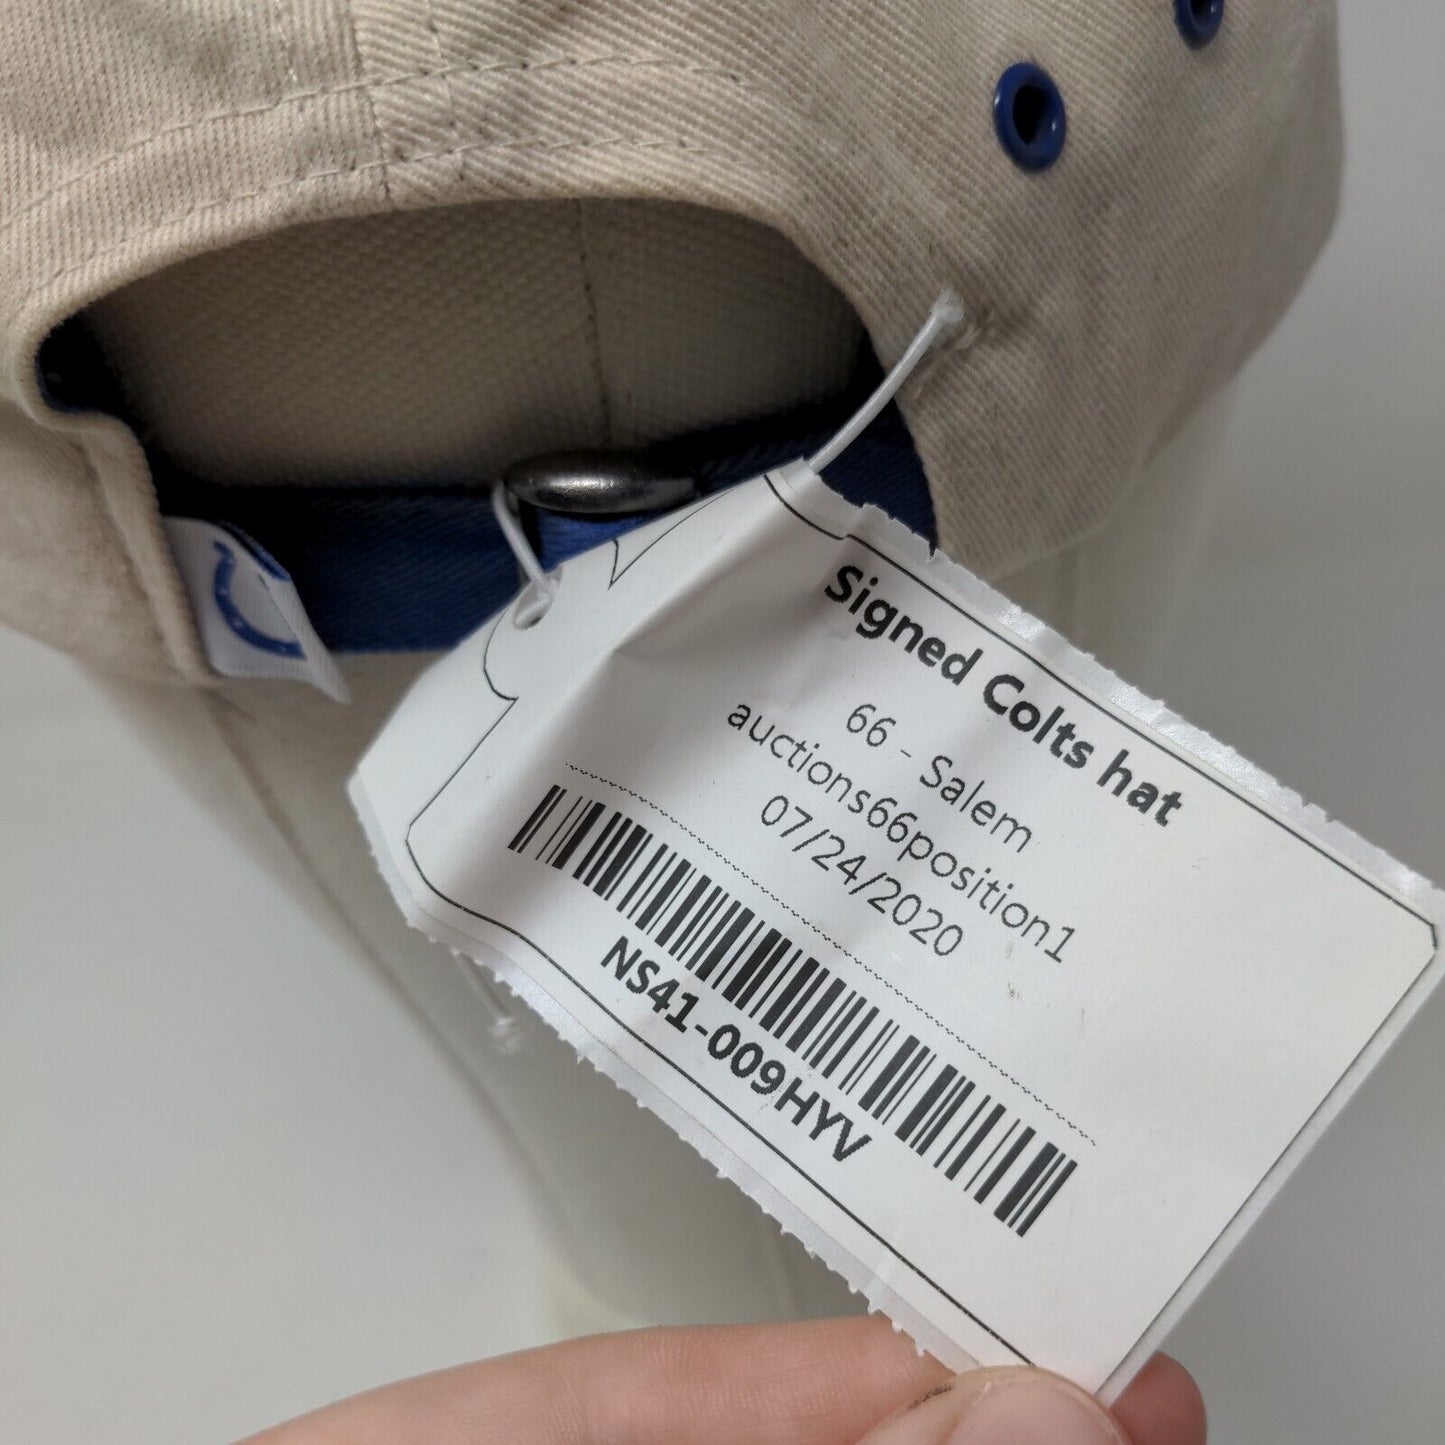 Signed Colts hat
66 - Salem
auctions66position1
07/24/2020
NS41-009HYV